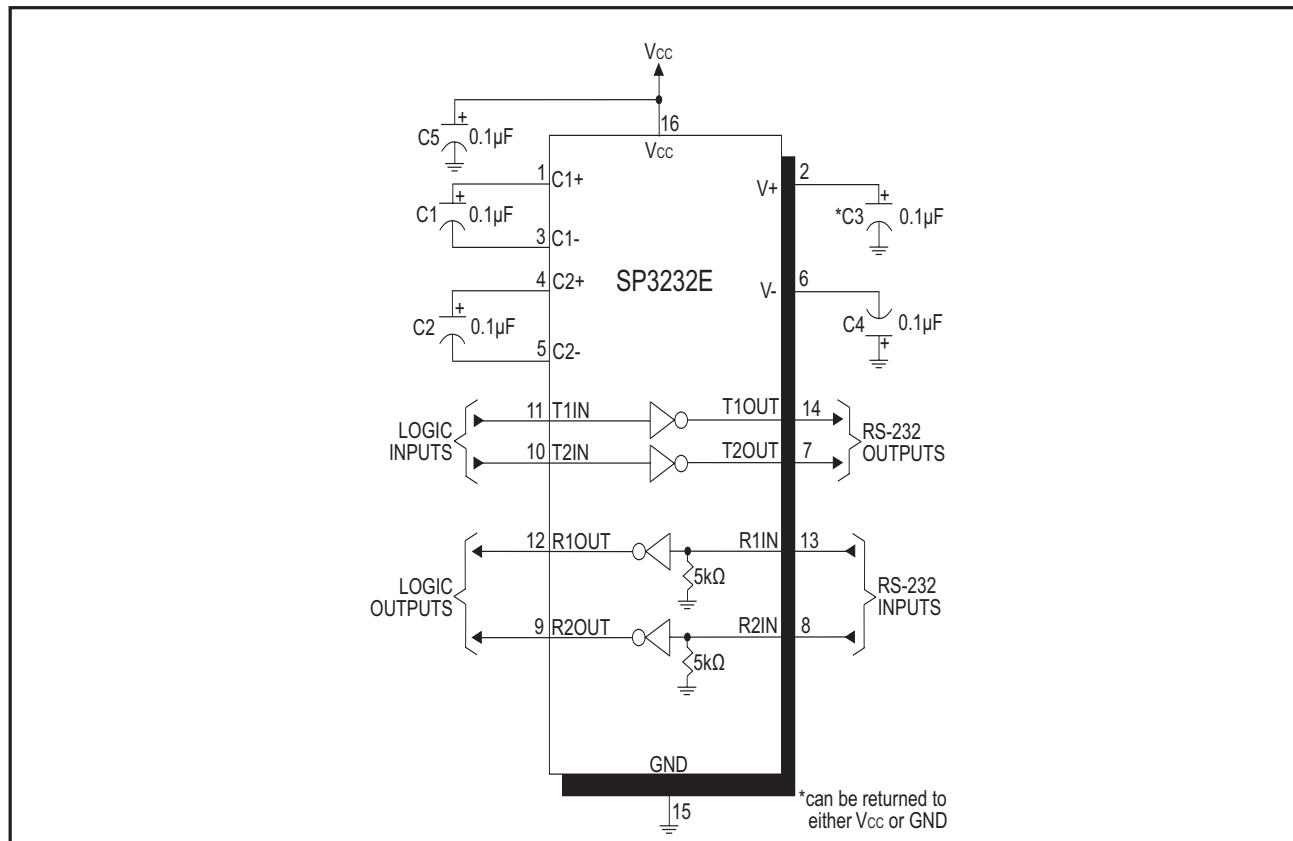 Vcc
16
Vcc
C5 + 0.1µF
1 C1+
C1 + 0.1µF
3 C1-
4 C2+
C2 + 0.1µF
5 C2-
SP3232E
V+ 2
*C3 + 0.1µF
V- 6
C4 0.1µF +
LOGIC
INPUTS
11 T1IN T1OUT 14
10 T2IN T2OUT 7
RS-232
OUTPUTS
LOGIC
OUTPUTS
12 R1OUT R1IN 13
5kΩ
9 R2OUT R2IN 8
5kΩ
RS-232
INPUTS
GND
15
*can be returned to
either Vcc or GND